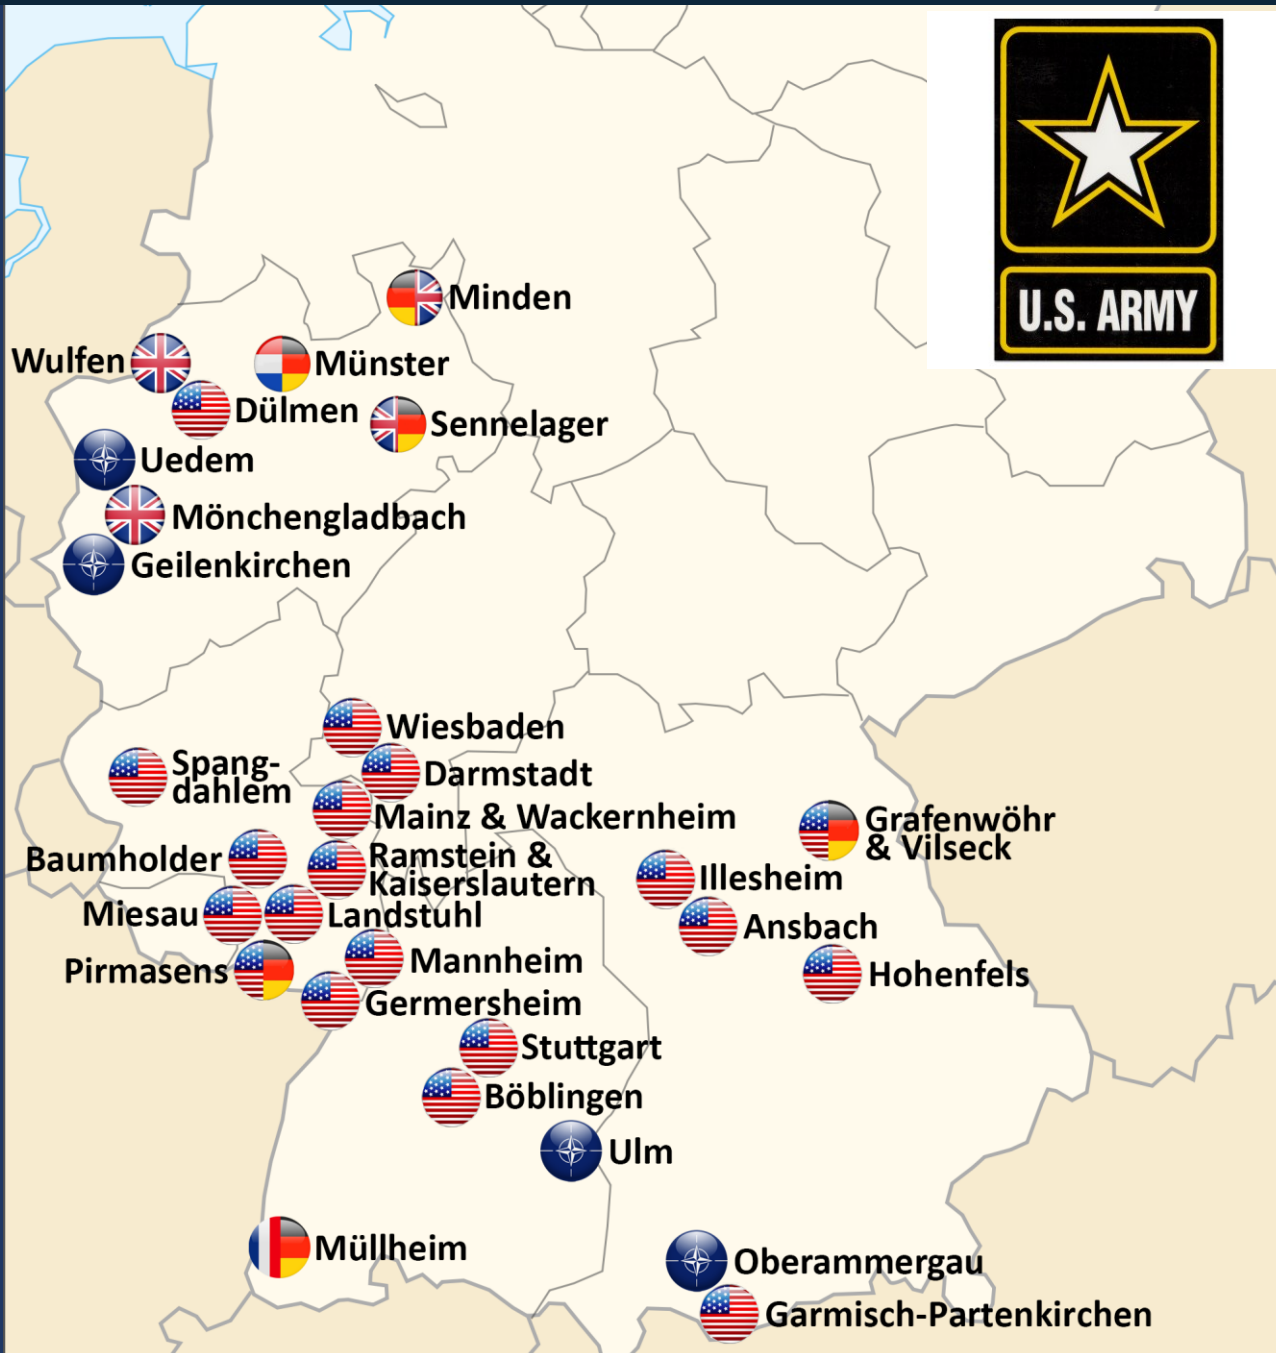 U.S. ARMY
Minden
Wulfen
Münster
Dülmen
Sennelager
Uedem
Mönchengladbach
Geilenkirchen
Wiesbaden
Spang-
dahlem
Darmstadt
Mainz & Wackernheim
Grafenwöhr
& Vilseck
Baumholder
Ramstein &
Kaiserslautern
Illesheim
Miesau
Landstuhl
Ansbach
Pirmasens
Mannheim
Hohenfels
Germersheim
Stuttgart
Böblingen
Ulm
Müllheim
Oberammergau
Garmisch-Partenkirchen